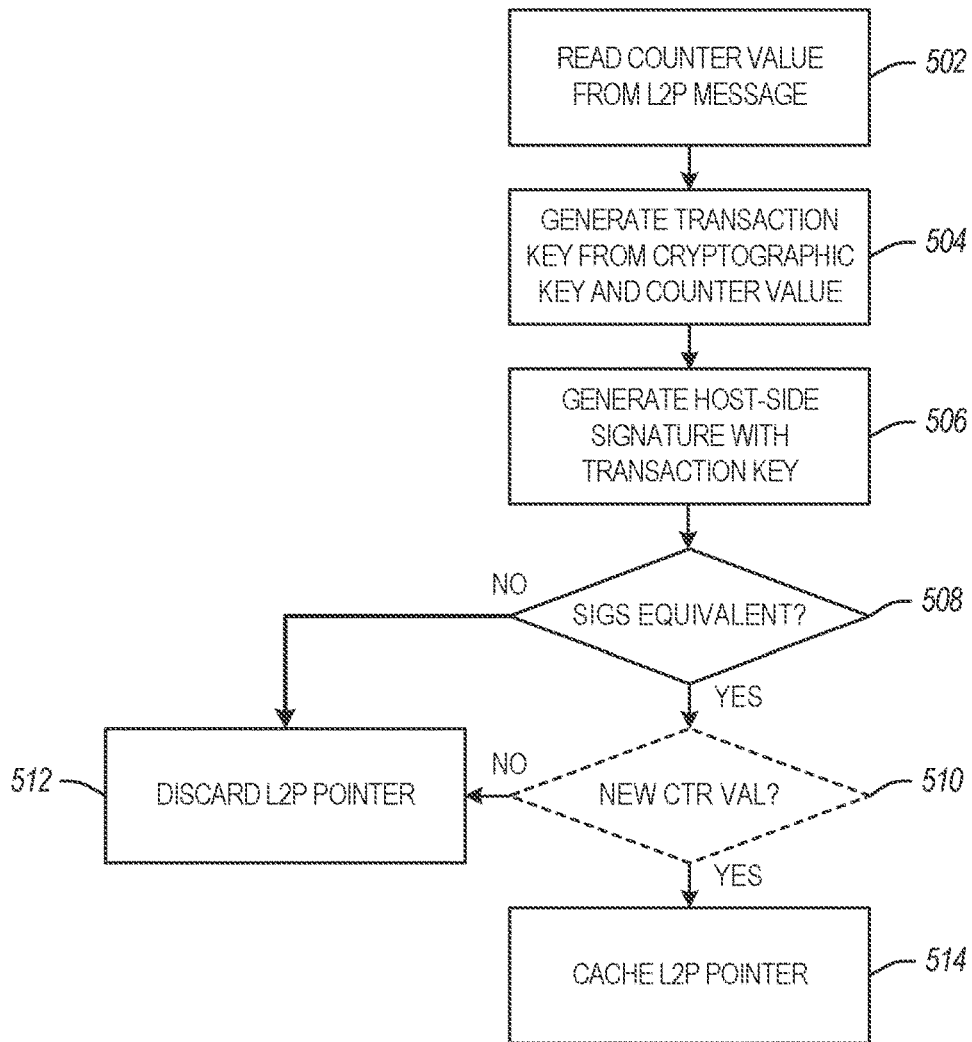 READ COUNTER VALUE
FROM L2P MESSAGE
502
GENERATE TRANSACTION
KEY FROM CRYPTOGRAPHIC
KEY AND COUNTER VALUE
504
GENERATE HOST-SIDE
SIGNATURE WITH
TRANSACTION KEY
506
NO
SIGS EQUIVALENT?
508
YES
512
DISCARD L2P POINTER
NO
NEW CTR VAL?
510
YES
CACHE L2P POINTER
514